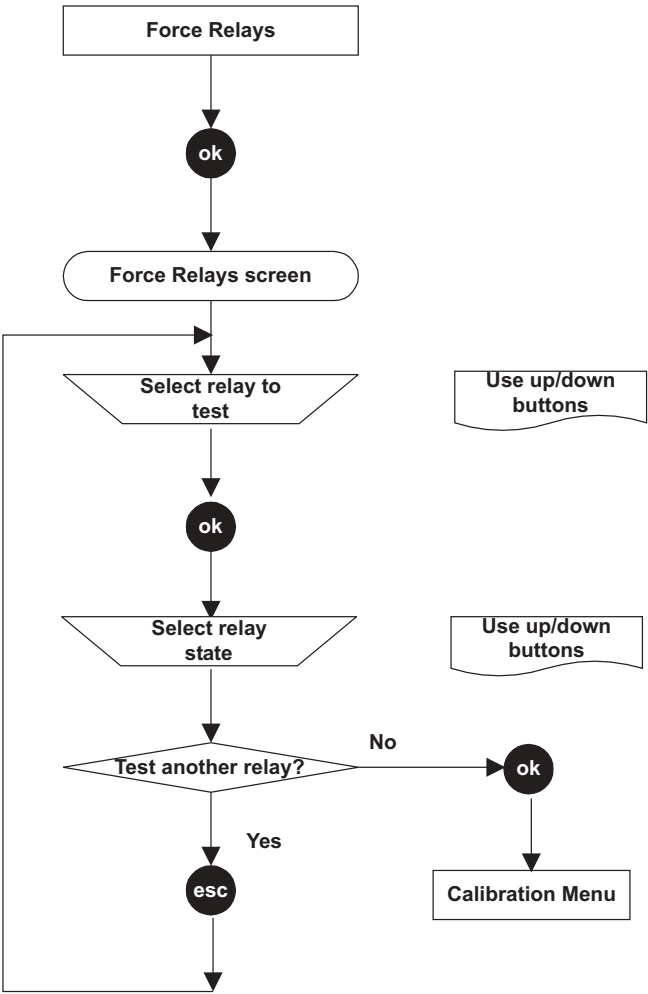 Force Relays
ok
Force Relays screen
Select relay to
test
Use up/down
buttons
ok
Select relay
state
Use up/down
buttons
Test another relay?
No
ok
Yes
esc
Calibration Menu